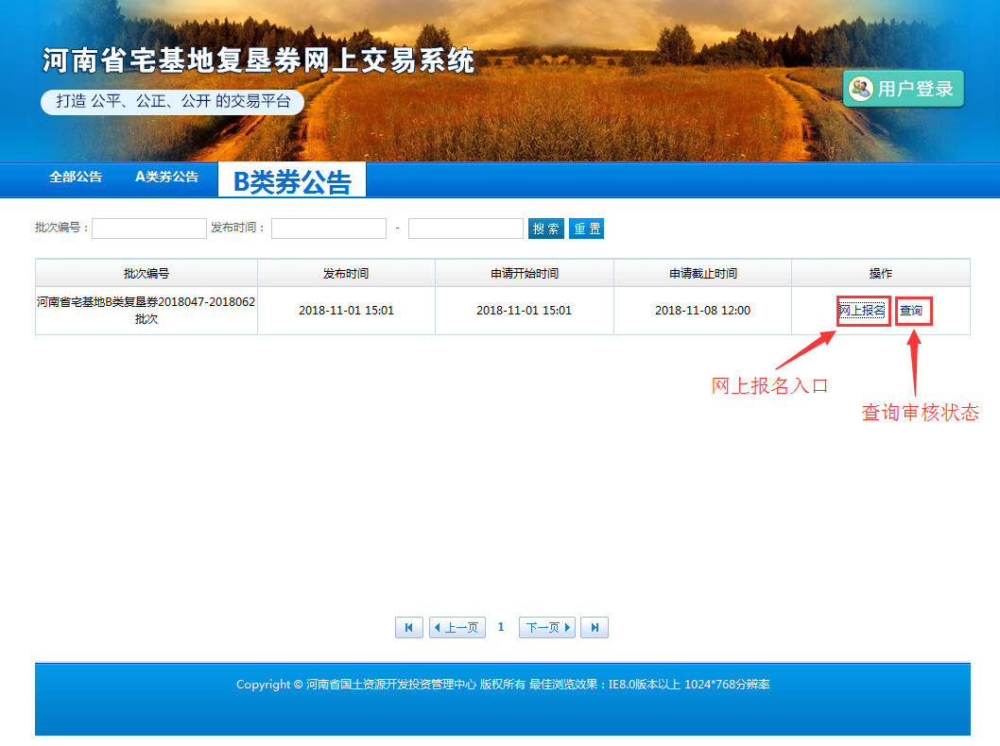 河南省宅基地复垦券网上交易系统
打造 公平、公正、公开 的交易平台
用户登录
全部公告 A类券公告 B类券公告
批次编号： 发布时间： - 搜 索 重 置
批次编号 发布时间 申请开始时间 申请截止时间 操作
河南省宅基地B类复垦券2018047-2018062
批次 2018-11-01 15:01 2018-11-01 15:01 2018-11-08 12:00 网上报名 查询
网上报名入口
查询审核状态
上一页 1 下一页
Copyright © 河南省国土资源开发投资管理中心 版权所有 最佳浏览效果：IE8.0版本以上 1024*768分辨率